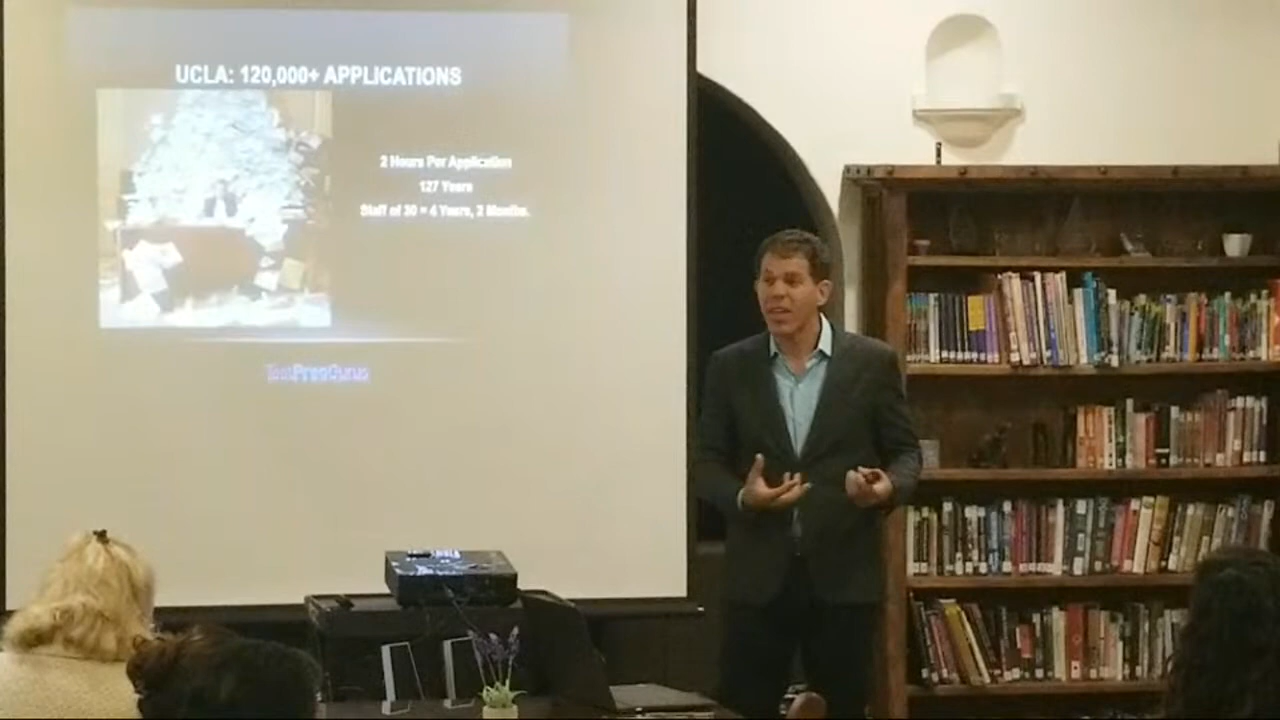 UCLA: 120,000+ APPLICATIONS
2 Hours Per Application
127 Years
Staff of 30 = 4 Years, 2 Months.
TestPrepGurus